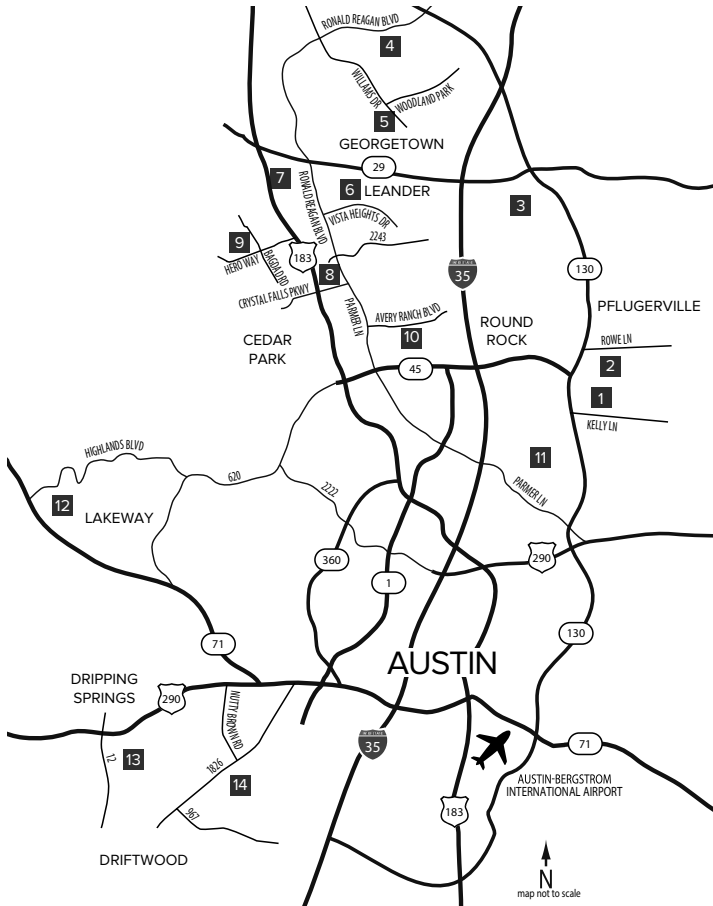 RONALD REAGAN BLVD
4
WILLIAMS DR
WOODLAND PARK
5
GEORGETOWN
29
7
RONALD REAGAN BLVD
6
LEANDER
3
VISTA HEIGHTS DR
2243
9
HERO WAY
BAGDAD RD
183
8
35
130
CRYSTAL FALLS PKWY
PARMER LN
AVERY RANCH BLVD
PFLUGERVILLE
CEDAR
PARK
10
ROUND
ROCK
ROWE LN
2
45
1
KELLY LN
HIGHLANDS BLVD
620
2222
11
PARMER LN
12
LAKEWAY
360
1
290
71
130
AUSTIN
DRIPPING
SPRINGS
290
NUTTY BROWN RD
35
71
12
13
1826
14
AUSTIN-BERGSTROM
INTERNATIONAL AIRPORT
967
183
DRIFTWOOD
N
map not to scale